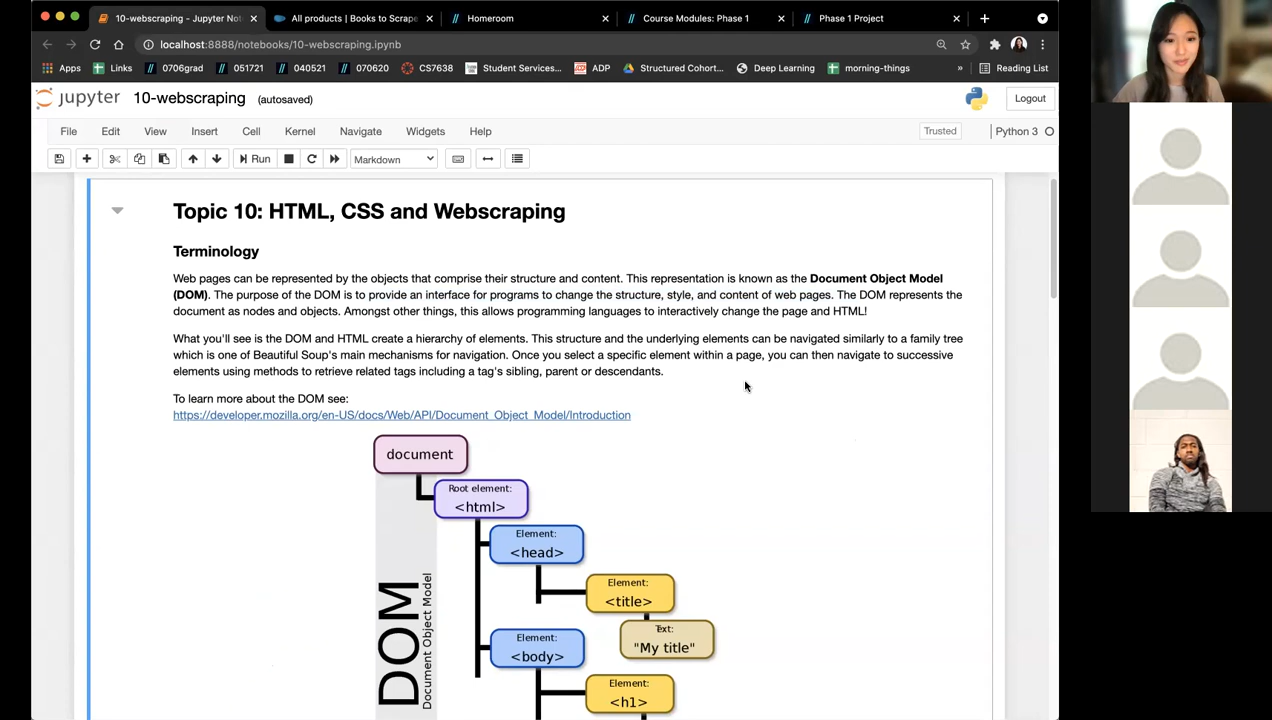 10-webscraping - Jupyter Not
All products | Books to Scrape
Homeroom
Course Modules: Phase 1
Phase 1 Project
localhost:8888/notebooks/10-webscraping.ipynb
Apps
Links
0706grad
051721
040521
070620
CS7638
Student Services...
ADP
Structured Cohort...
Deep Learning
morning-things
»
Reading List
jupyter
10-webscraping
(autosaved)
Logout
File
Edit
View
Insert
Cell
Kernel
Navigate
Widgets
Help
Trusted
Python 3
Run
Markdown
Topic 10: HTML, CSS and Webscraping
Terminology
Web pages can be represented by the objects that comprise their structure and content. This representation is known as the Document Object Model
(DOM). The purpose of the DOM is to provide an interface for programs to change the structure, style, and content of web pages. The DOM represents the
document as nodes and objects. Amongst other things, this allows programming languages to interactively change the page and HTML!
What you'll see is the DOM and HTML create a hierarchy of elements. This structure and the underlying elements can be navigated similarly to a family tree
which is one of Beautiful Soup's main mechanisms for navigation. Once you select a specific element within a page, you can then navigate to successive
elements using methods to retrieve related tags including a tag's sibling, parent or descendants.
To learn more about the DOM see:
https://developer.mozilla.org/en-US/docs/Web/API/Document_Object_Model/Introduction
document
Root element:
<html>
Element:
<head>
Element:
<title>
Text:
"My title"
Element:
<body>
Element:
<h1>
DOM
Document Object Model